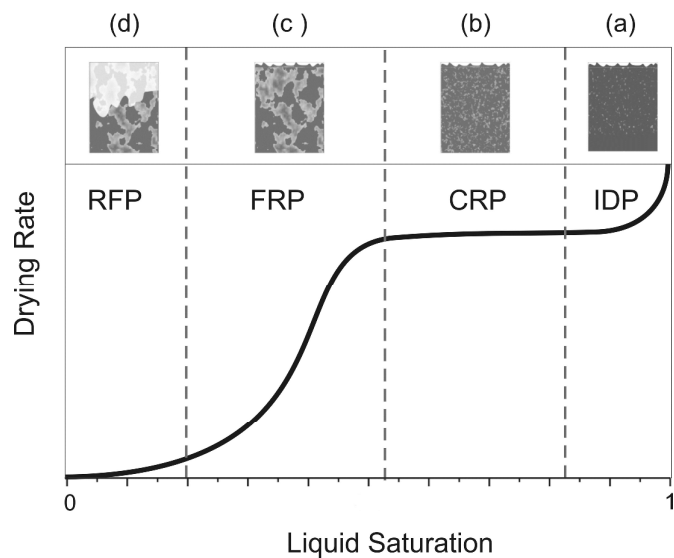 (d) (c) (b) (a)
RFP FRP CRP IDP
Drying Rate
0 1
Liquid Saturation